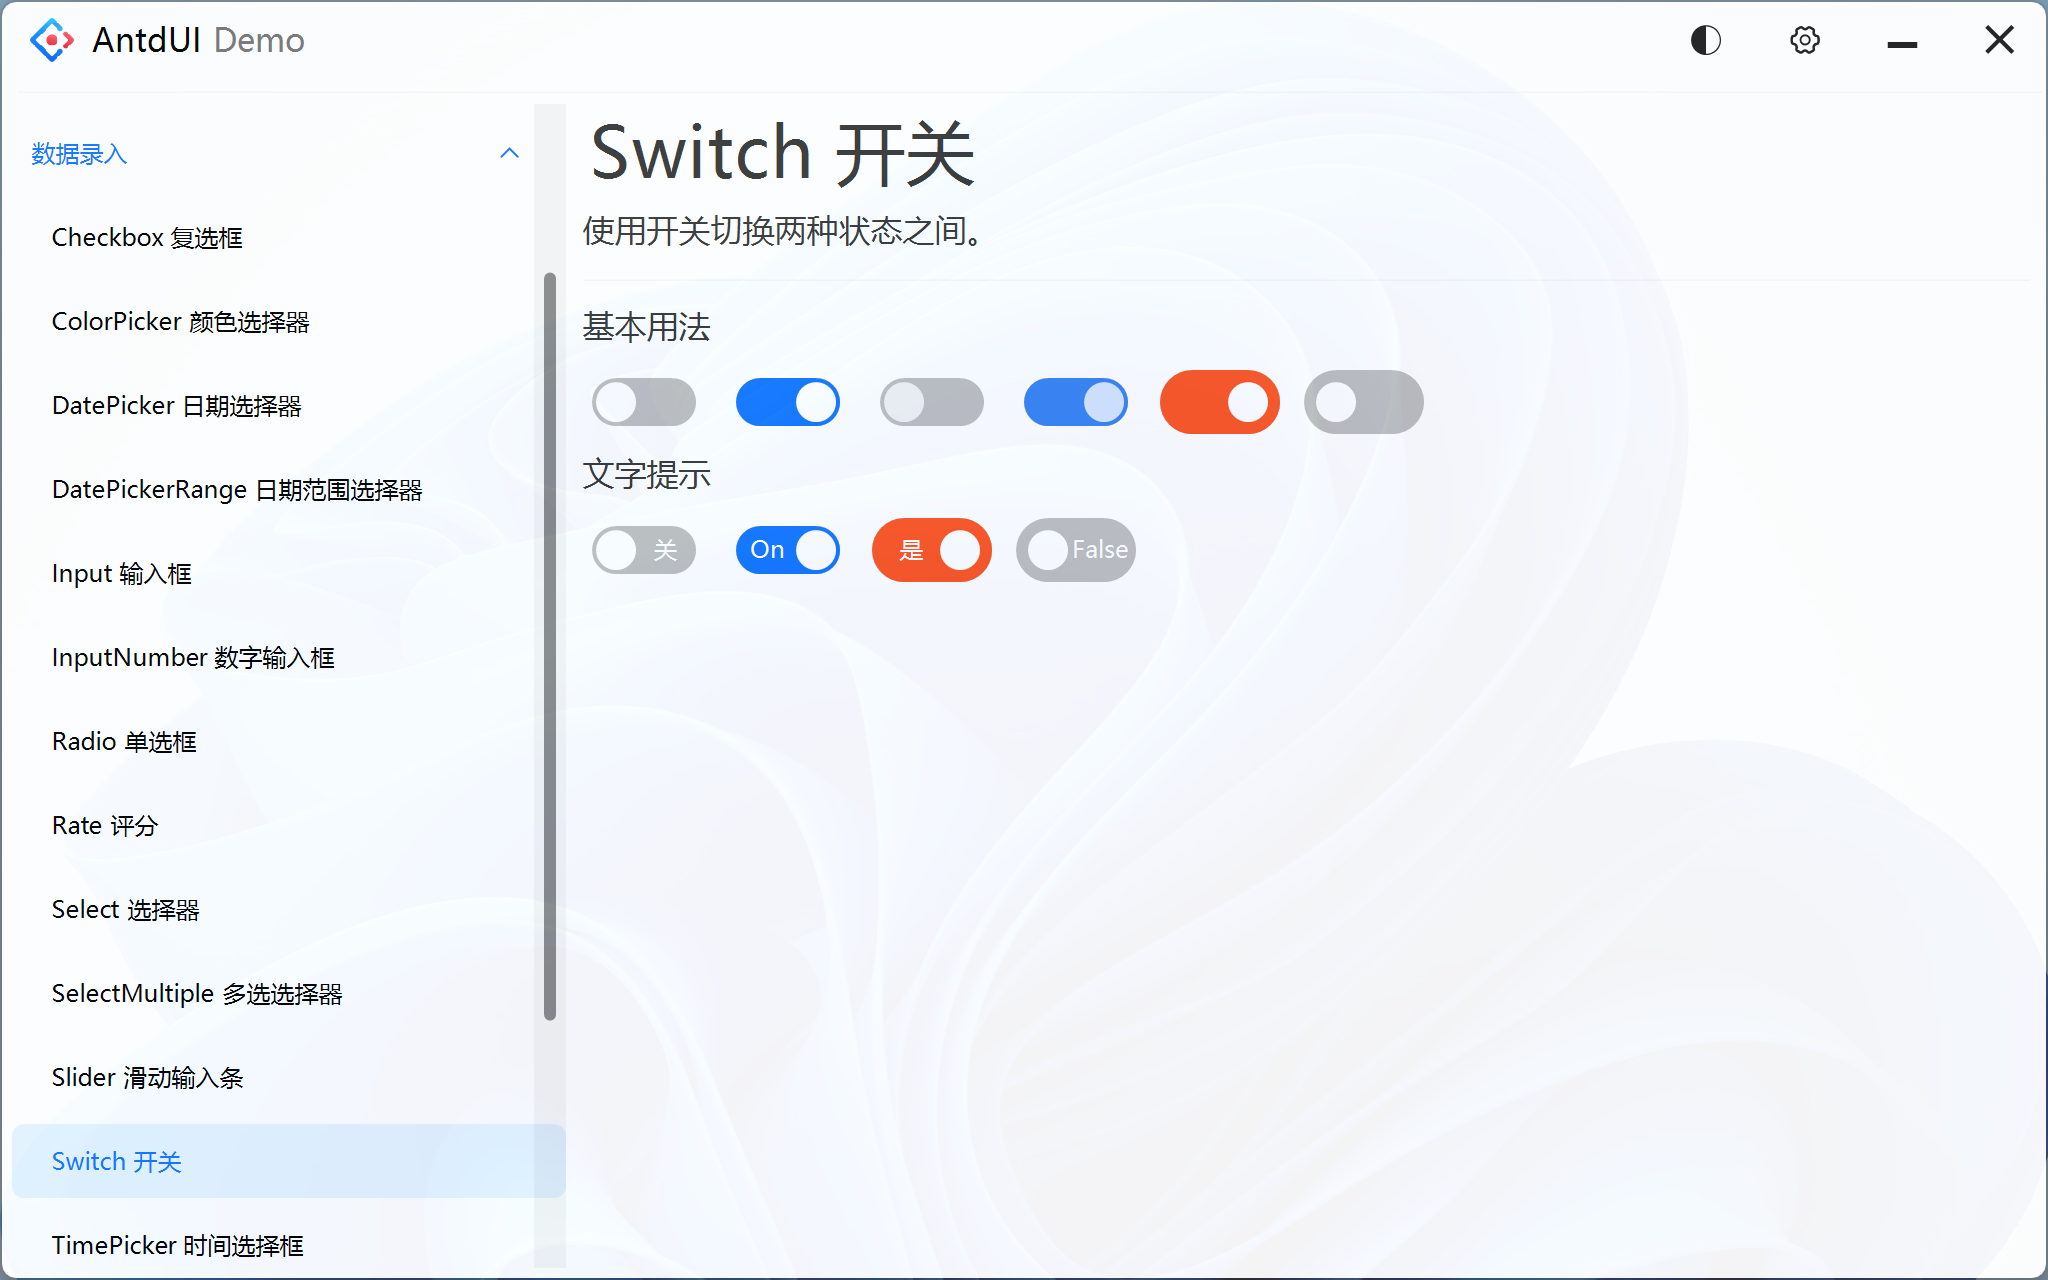 AntdUI Demo
数据录入
Checkbox 复选框
ColorPicker 颜色选择器
DatePicker 日期选择器
DatePickerRange 日期范围选择器
Input 输入框
InputNumber 数字输入框
Radio 单选框
Rate 评分
Select 选择器
SelectMultiple 多选选择器
Slider 滑动输入条
Switch 开关
TimePicker 时间选择框
Switch 开关
使用开关切换两种状态之间。
基本用法
文字提示
关 On 是 False